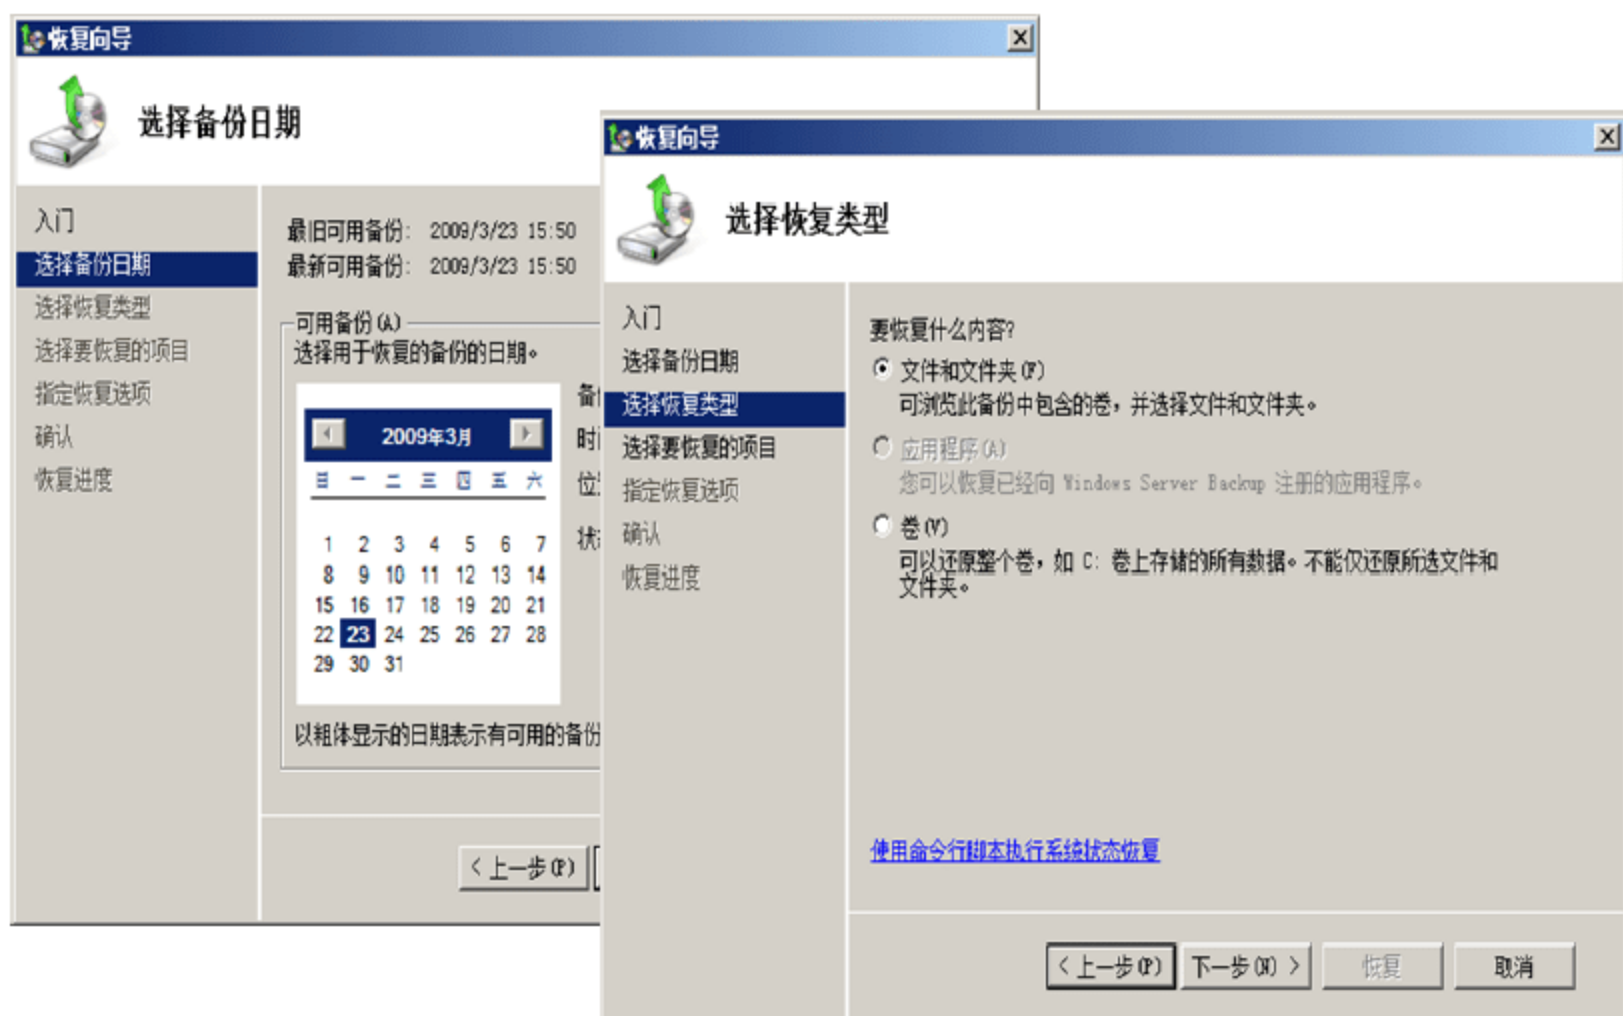 恢复向导
选择备份日期
入门
选择备份日期
选择恢复类型
选择要恢复的项目
指定恢复选项
确认
恢复进度
最旧可用备份: 2009/3/23 15:50
最新可用备份: 2009/3/23 15:50
可用备份(A)
选择用于恢复的备份的日期。
2009年3月
日 一 二 三 四 五 六
1 2 3 4 5 6 7
8 9 10 11 12 13 14
15 16 17 18 19 20 21
22 23 24 25 26 27 28
29 30 31
备
时
位
状
以粗体显示的日期表示有可用的备份
<上一步(P)
恢复向导
选择恢复类型
入门
选择备份日期
选择恢复类型
选择要恢复的项目
指定恢复选项
确认
恢复进度
要恢复什么内容?
文件和文件夹(F)
可浏览此备份中包含的卷，并选择文件和文件夹。
应用程序(A)
您可以恢复已经向 Windows Server Backup 注册的应用程序。
卷(V)
可以还原整个卷，如 C: 卷上存储的所有数据。不能仅还原所选文件和
文件夹。
使用命令行脚本执行系统状态恢复
<上一步(P) 下一步(N) > 恢复 取消